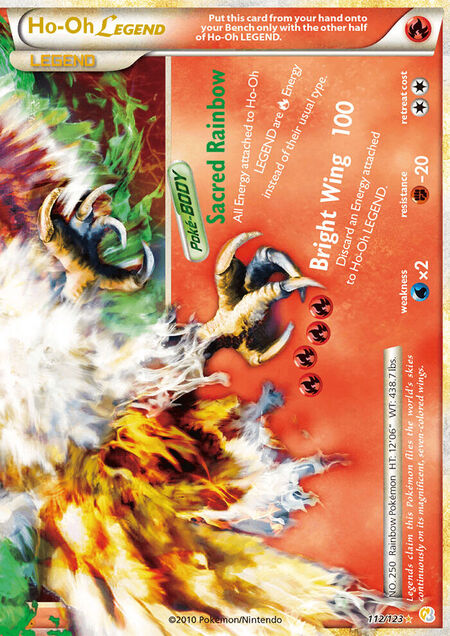 Ho-Oh LEGEND
Put this card from your hand onto
your Bench only with the other half
of Ho-Oh LEGEND.
LEGEND
Poké-BODY
Sacred Rainbow
All Energy attached to Ho-Oh
LEGEND are Energy
instead of their usual type.
Bright Wing 100
Discard an Energy attached
to Ho-Oh LEGEND.
weakness
×2
resistance
-20
retreat cost
NO. 250 Rainbow Pokémon HT: 12'06" WT: 438.7 lbs.
Legends claim this Pokémon flies the world's skies
continuously on its magnificent, seven-colored wings.
©2010 Pokémon/Nintendo
112/123